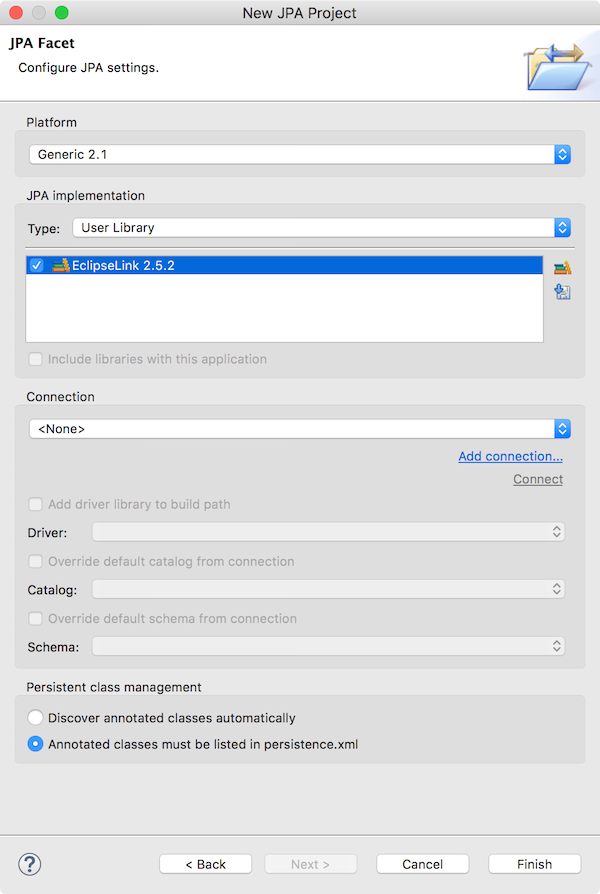 New JPA Project
JPA Facet
Configure JPA settings.
Platform
Generic 2.1
JPA implementation
Type: User Library
EclipseLink 2.5.2
Include libraries with this application
Connection
<None>
Add connection...
Connect
Add driver library to build path
Driver:
Override default catalog from connection
Catalog:
Override default schema from connection
Schema:
Persistent class management
Discover annotated classes automatically
Annotated classes must be listed in persistence.xml
? < Back Next > Cancel Finish